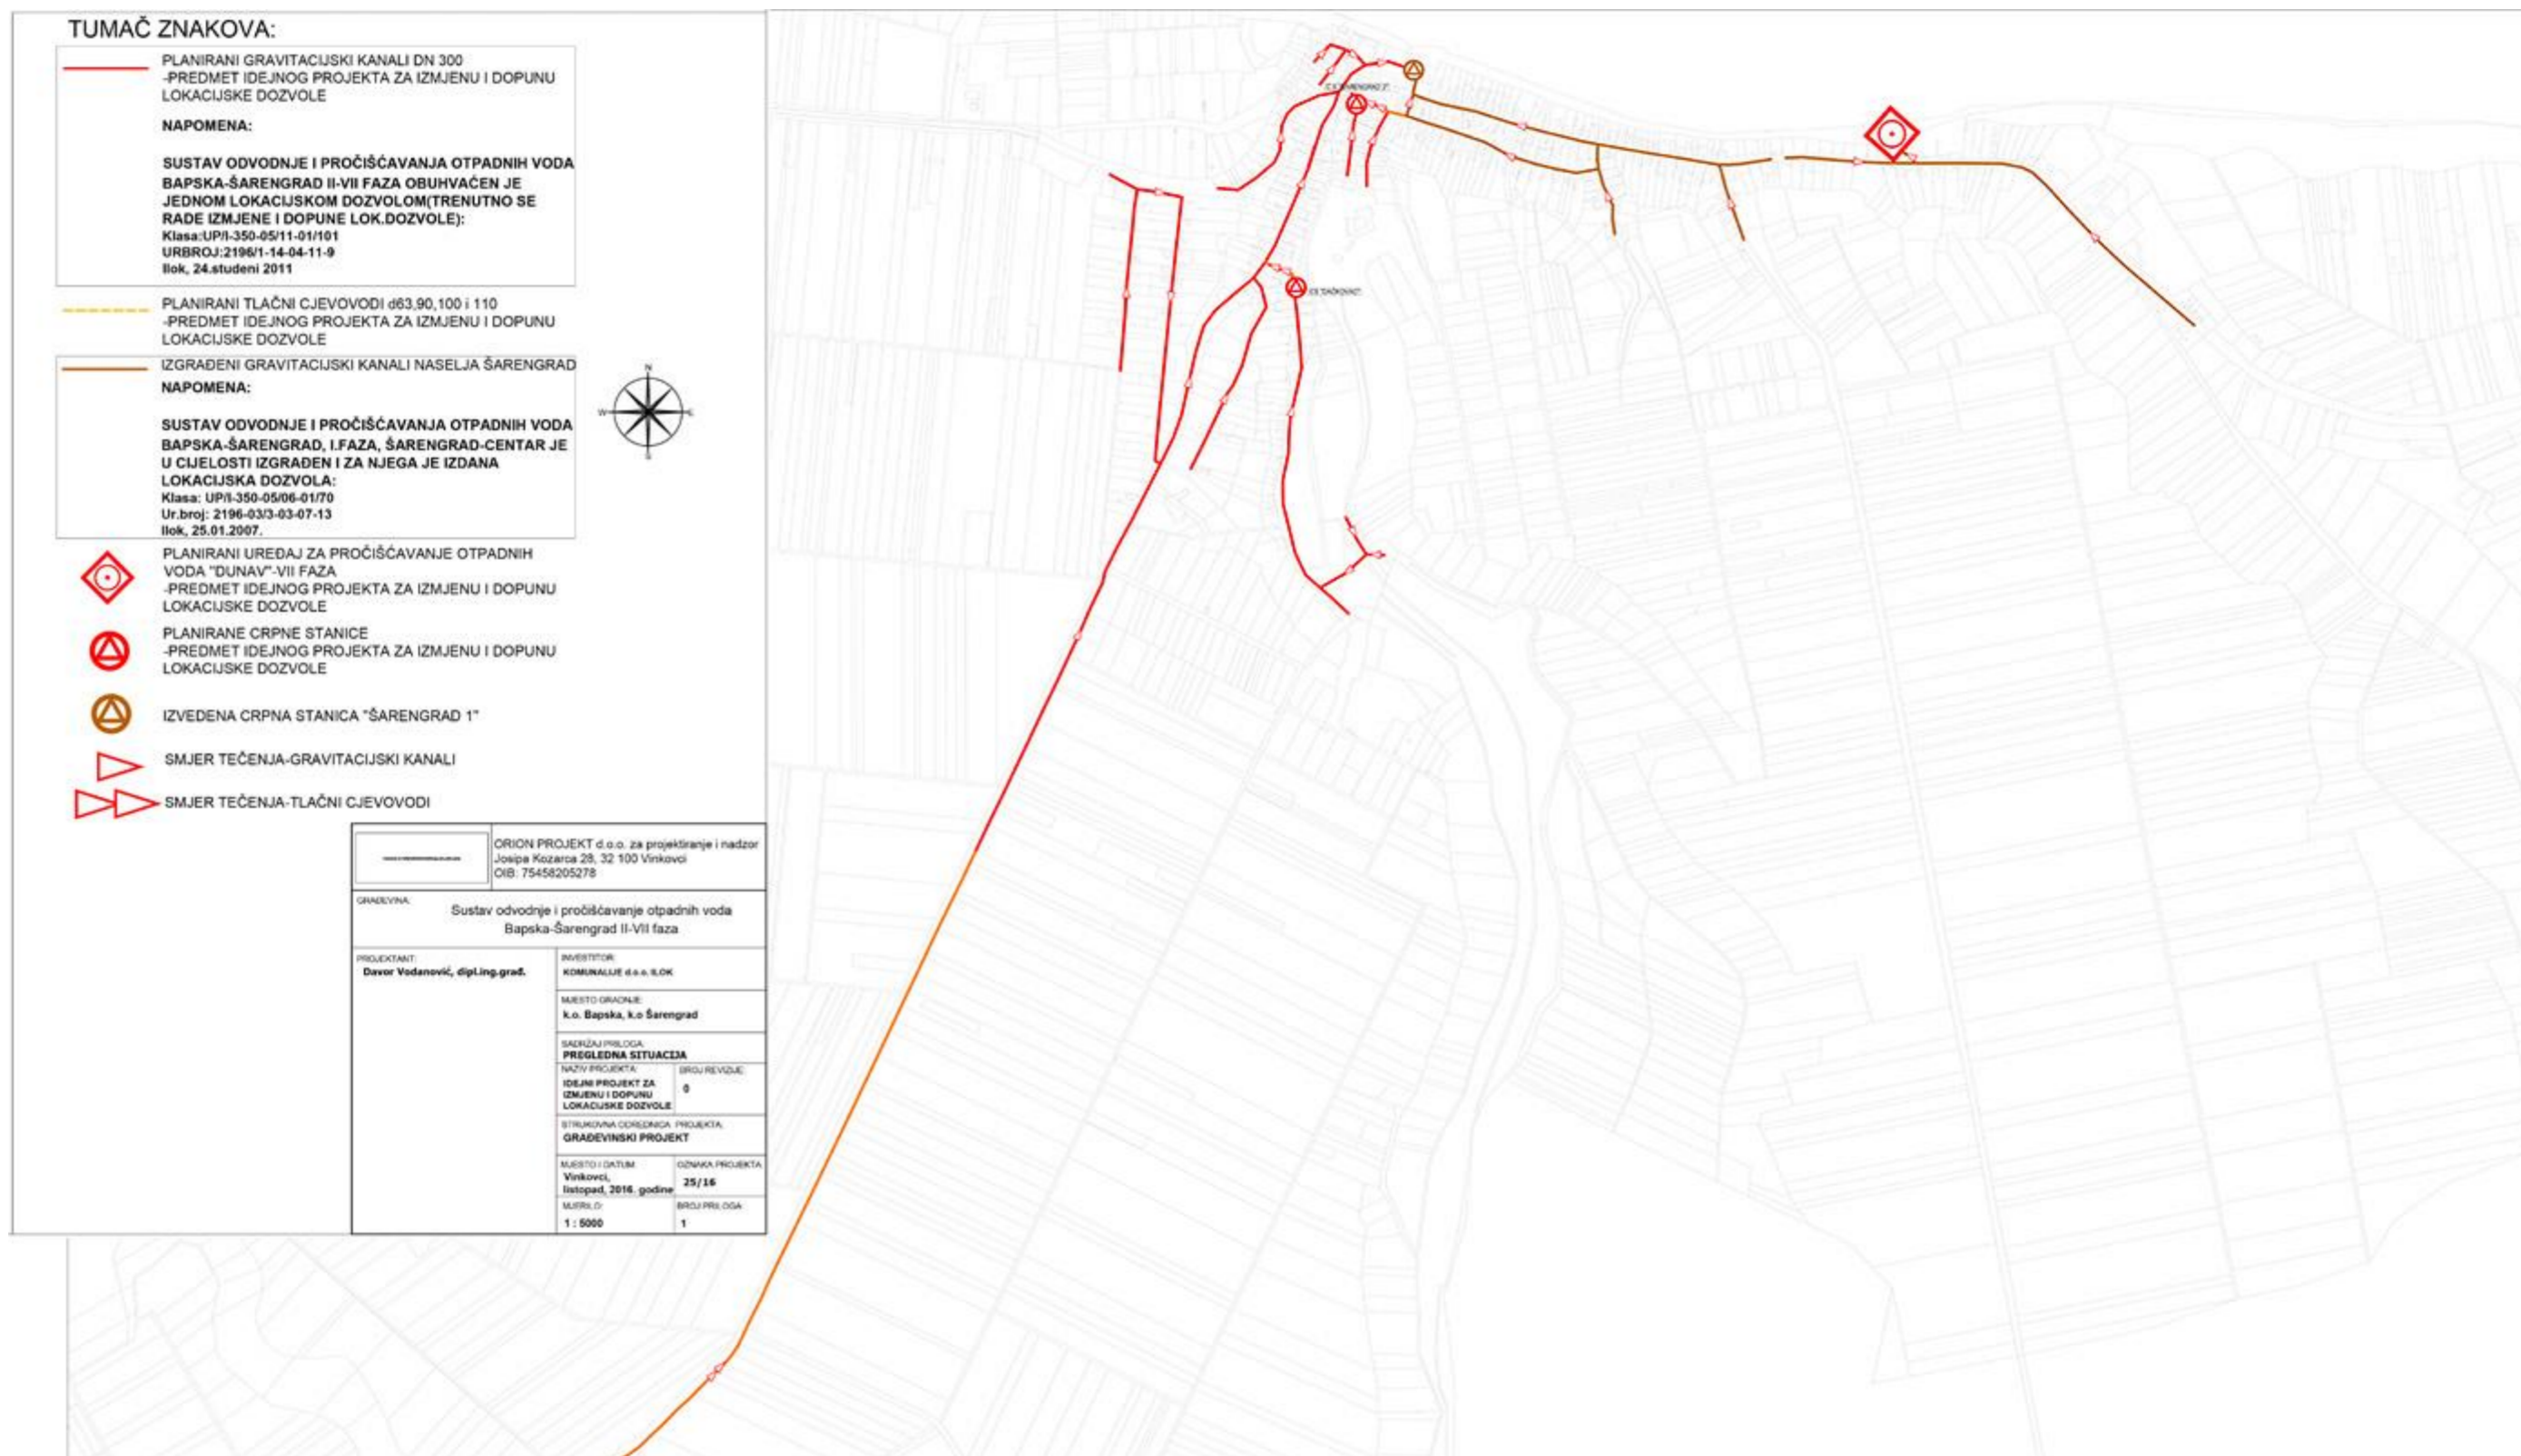 TUMAČ ZNAKOVA:
PLANIRANI GRAVITACIJSKI KANALI DN 300
-PREDMET IDEJNOG PROJEKTA ZA IZMJENU I DOPUNU
LOKACIJSKE DOZVOLE
NAPOMENA:
SUSTAV ODVODNJE I PROČIŠĆAVANJA OTPADNIH VODA
BAPSKA-ŠARENGRAD II-VII FAZA OBUHVAĆEN JE
JEDNOM LOKACIJSKOM DOZVOLOM(TRENUTNO SE
RADE IZMJENE I DOPUNE LOK.DOZVOLE):
Klasa:UP/I-350-05/11-01/101
URBROJ:2196/1-14-04-11-9
Ilok, 24.studeni 2011
PLANIRANI TLAČNI CJEVOVODI d63,90,100 i 110
-PREDMET IDEJNOG PROJEKTA ZA IZMJENU I DOPUNU
LOKACIJSKE DOZVOLE
IZGRAĐENI GRAVITACIJSKI KANALI NASELJA ŠARENGRAD
NAPOMENA:
SUSTAV ODVODNJE I PROČIŠĆAVANJA OTPADNIH VODA
BAPSKA-ŠARENGRAD, I.FAZA, ŠARENGRAD-CENTAR JE
U CIJELOSTI IZGRAĐEN I ZA NJEGA JE IZDANA
LOKACIJSKA DOZVOLA:
Klasa: UP/I-350-05/06-01/70
Ur.broj: 2196-03/3-03-07-13
Ilok, 25.01.2007.
N
W
E
S
PLANIRANI UREĐAJ ZA PROČIŠĆAVANJE OTPADNIH
VODA "DUNAV"-VII FAZA
-PREDMET IDEJNOG PROJEKTA ZA IZMJENU I DOPUNU
LOKACIJSKE DOZVOLE
PLANIRANE CRPNE STANICE
-PREDMET IDEJNOG PROJEKTA ZA IZMJENU I DOPUNU
LOKACIJSKE DOZVOLE
IZVEDENA CRPNA STANICA "ŠARENGRAD 1"
SMJER TEČENJA-GRAVITACIJSKI KANALI
SMJER TEČENJA-TLAČNI CJEVOVODI
ORION PROJEKT d.o.o. za projektiranje i nadzor
Josipa Kozarca 28, 32 100 Vinkovci
OIB: 75458205278
GRAĐEVINA:
Sustav odvodnje i pročišćavanje otpadnih voda
Bapska-Šarengrad II-VII faza
PROJEKTANT:
Davor Vodanović, dipl.ing.građ.
INVESTITOR:
KOMUNALIJE d.o.o. ILOK
MJESTO GRADNJE:
k.o. Bapska, k.o Šarengrad
SADRŽAJ PRILOGA:
PREGLEDNA SITUACIJA
NAZIV PROJEKTA:
IDEJNI PROJEKT ZA
IZMJENU I DOPUNU
LOKACIJSKE DOZVOLE
BROJ REVIZIJE:
0
STRUKOVNA ODREDNICA PROJEKTA:
GRAĐEVINSKI PROJEKT
MJESTO I DATUM:
Vinkovci,
listopad, 2016. godine
OZNAKA PROJEKTA:
25/16
MJERILO:
1 : 5000
BROJ PRILOGA:
1